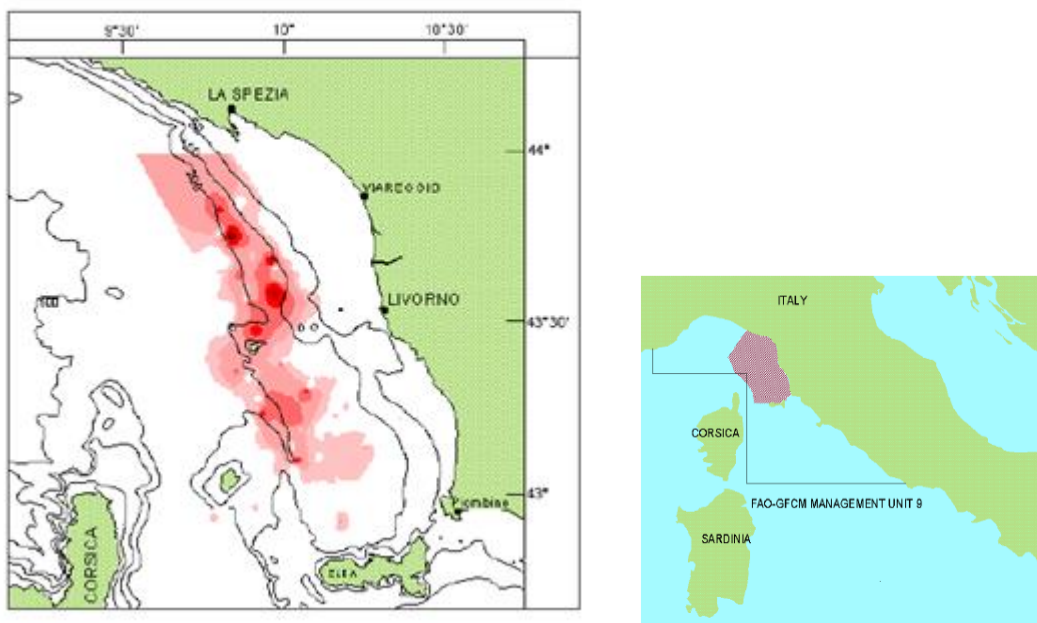 9°30'
10°
10°30'
LA SPEZIA
44°
VIAREGGIO
LIVORNO
43°30'
43°
Piombino
CORSICA
ELBA
ITALY
CORSICA
FAO-GFCM MANAGEMENT UNIT 9
SARDINIA